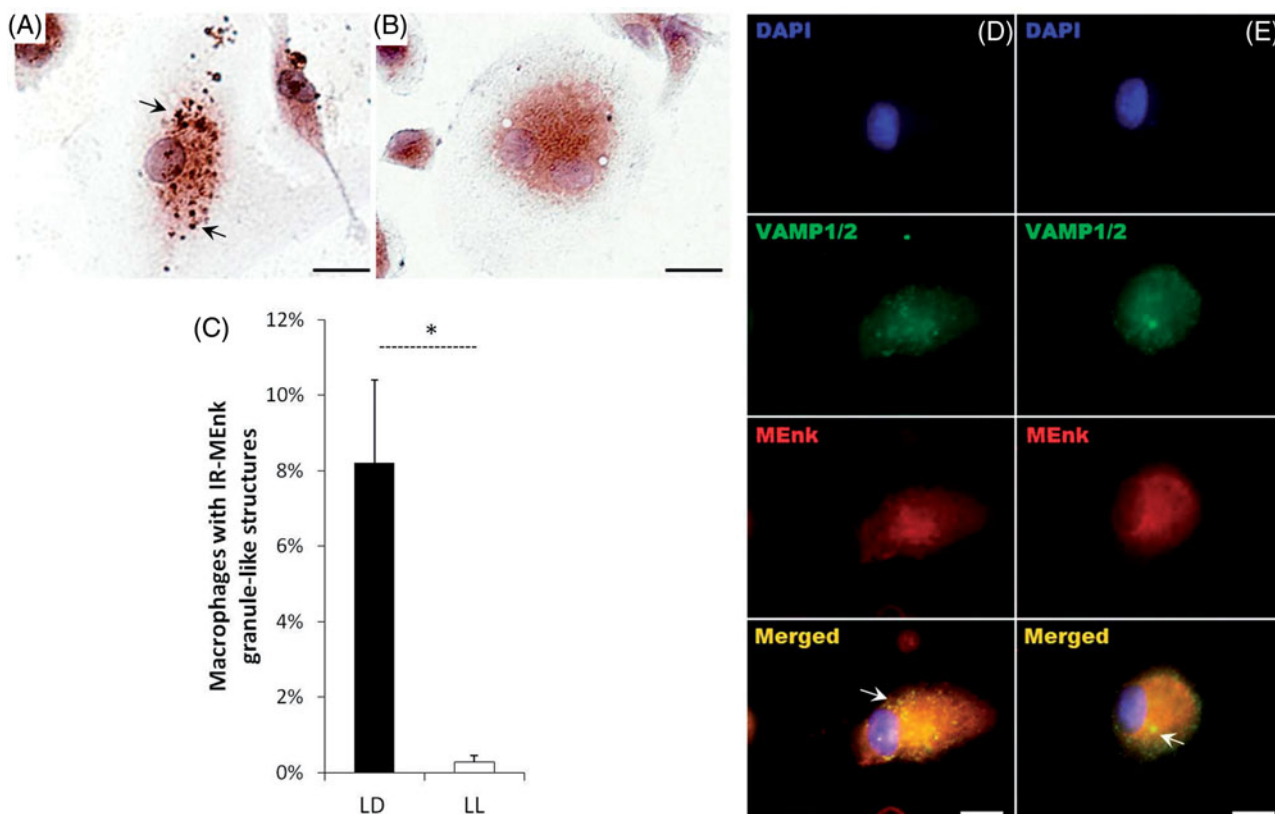 (A)
(B)
(C)
Macrophages with IR-MEnk
granule-like structures
12%
10%
8%
6%
4%
2%
0%
*
LD
LL
DAPI
(D)
DAPI
(E)
VAMP1/2
VAMP1/2
MEnk
MEnk
Merged
Merged